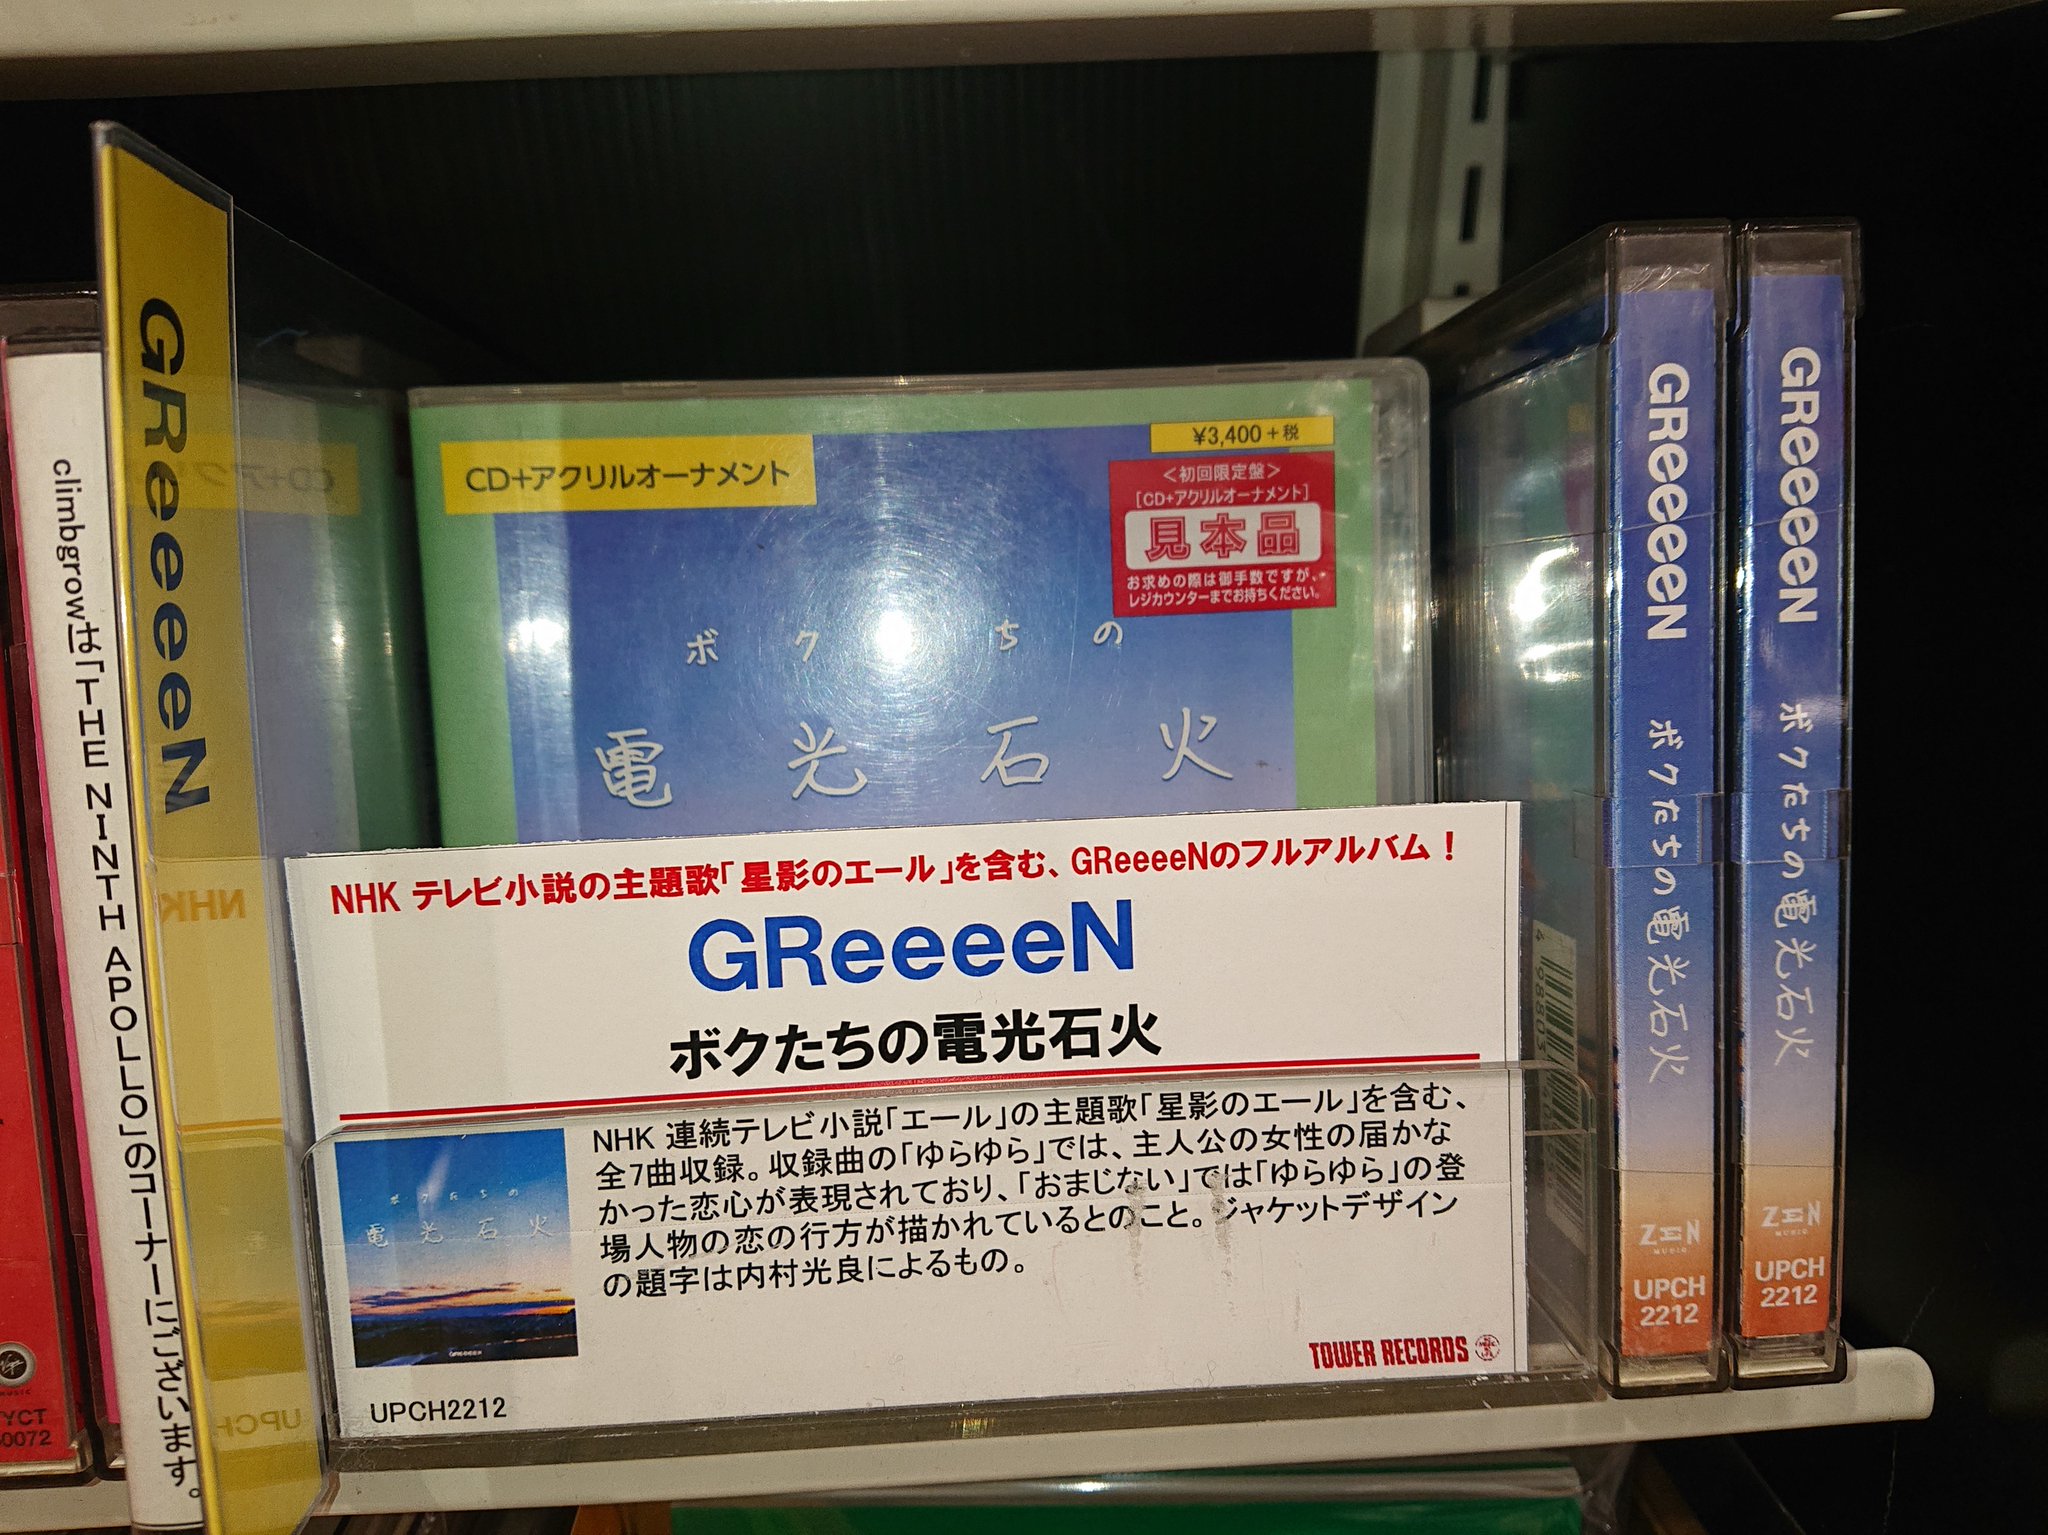 climbgrowは「THE NINTH APOLLO」のコーナーにございます。
GReeeeN
CD+アクリルオーナメント
¥3,400+税
<初回限定盤>
[CD+アクリルオーナメント]
見本品
お求めの際は御手数ですが、
レジカウンターまでお持ちください。
ボクたちの
電光石火
NHK テレビ小説の主題歌「星影のエール」を含む、GReeeeNのフルアルバム！
GReeeeN
ボクたちの電光石火
NHK 連続テレビ小説「エール」の主題歌「星影のエール」を含む、
全7曲収録。収録曲の「ゆらゆら」では、主人公の女性の届かな
かった恋心が表現されており、「おまじない」では「ゆらゆら」の登
場人物の恋の行方が描かれているとのこと。ジャケットデザイン
の題字は内村光良によるもの。
ボクたちの
電光石火
GReeeeN
UPCH2212
TOWER RECORDS
GReeeeN ボクたちの電光石火
ZEN
MUSIC
UPCH
2212
GReeeeN ボクたちの電光石火
ZEN
MUSIC
UPCH
2212